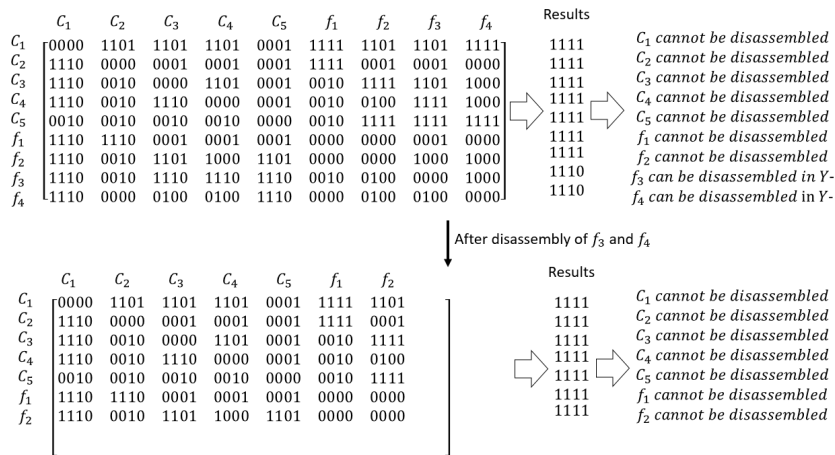 C1 C2 C3 C4 C5 f1 f2 f3 f4 Results
C1 0000 1101 1101 1101 0001 1111 1101 1101 1111 1111 C1 cannot be disassembled
C2 1110 0000 0001 0001 0001 1111 0001 0001 0000 1111 C2 cannot be disassembled
C3 1110 0010 0000 1101 0001 0010 1111 1101 1000 1111 C3 cannot be disassembled
C4 1110 0010 1110 0000 0001 0010 0100 1111 1000 1111 C4 cannot be disassembled
C5 0010 0010 0010 0010 0000 0010 1111 1111 1111 1111 C5 cannot be disassembled
f1 1110 1110 0001 0001 0001 0000 0000 0001 0000 1111 f1 cannot be disassembled
f2 1110 0010 1101 1000 1101 0000 0000 1000 1000 1111 f2 cannot be disassembled
f3 1110 0010 1110 1110 1110 0010 0100 0000 1000 1110 f3 can be disassembled in Y-
f4 1110 0000 0100 0100 1110 0000 0100 0100 0000 1110 f4 can be disassembled in Y-
After disassembly of f3 and f4
C1 C2 C3 C4 C5 f1 f2 Results
C1 0000 1101 1101 1101 0001 1111 1101 1111 C1 cannot be disassembled
C2 1110 0000 0001 0001 0001 1111 0001 1111 C2 cannot be disassembled
C3 1110 0010 0000 1101 0001 0010 1111 1111 C3 cannot be disassembled
C4 1110 0010 1110 0000 0001 0010 0100 1111 C4 cannot be disassembled
C5 0010 0010 0010 0010 0000 0010 1111 1111 C5 cannot be disassembled
f1 1110 1110 0001 0001 0001 0000 0000 1111 f1 cannot be disassembled
f2 1110 0010 1101 1000 1101 0000 0000 1111 f2 cannot be disassembled